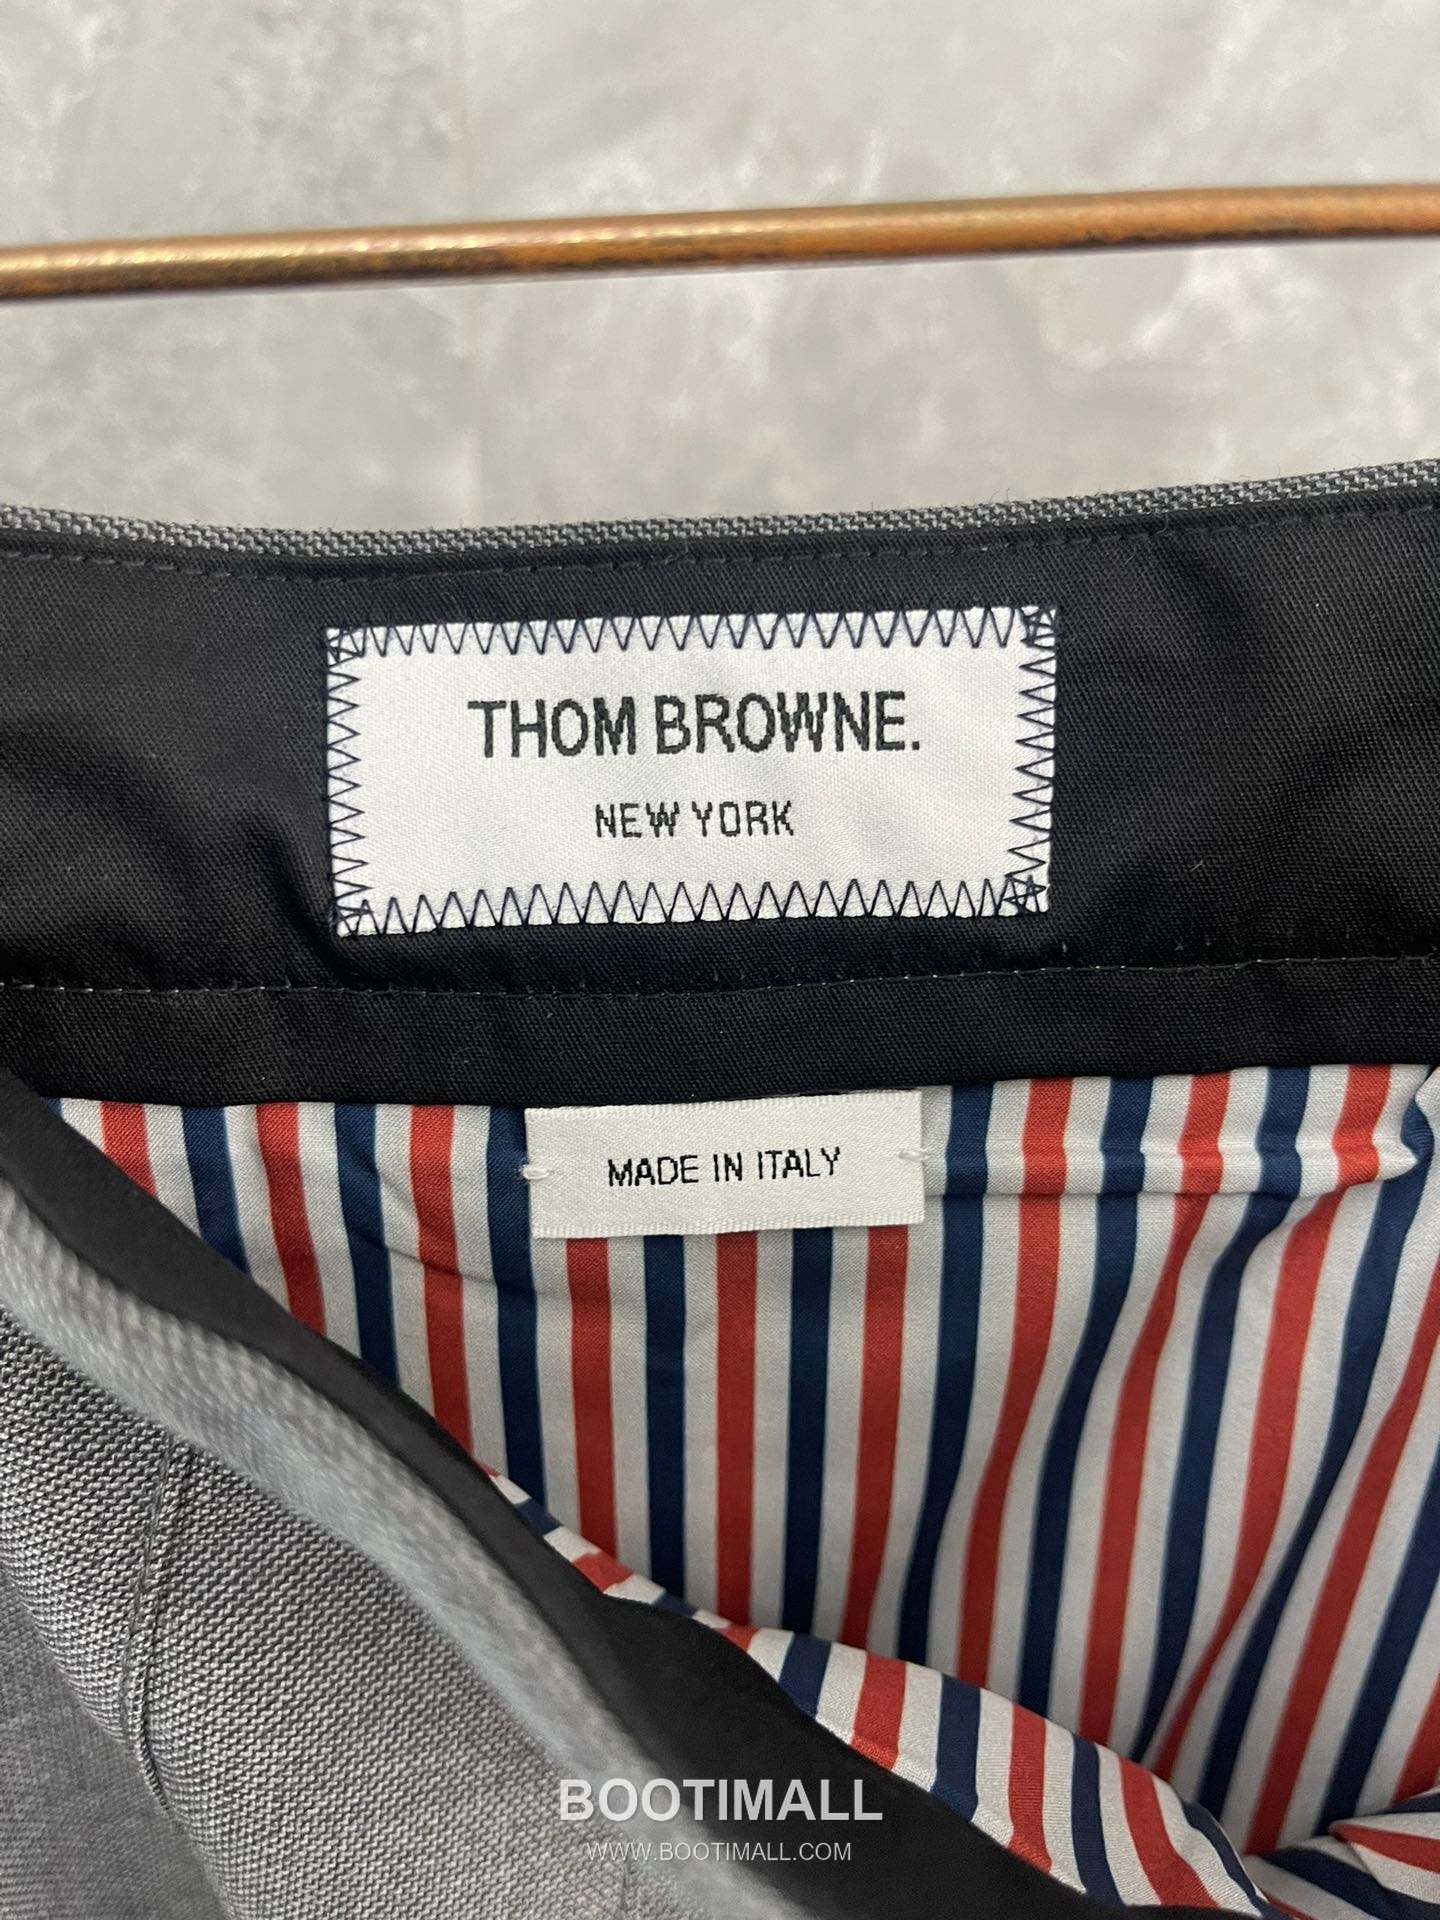 THOM BROWNE.
NEW YORK
MADE IN ITALY
BOOTIMALL
WWW.BOOTIMALL.COM